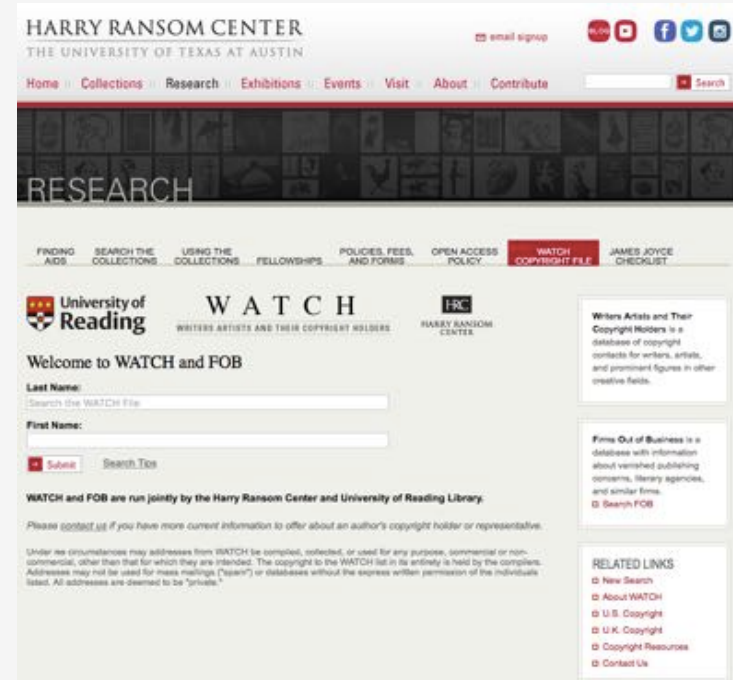 HARRY RANSOM CENTER
THE UNIVERSITY OF TEXAS AT AUSTIN
email signup
BLOG
Home Collections Research Exhibitions Events Visit About Contribute
Search
RESEARCH
FINDING AIDS
SEARCH THE COLLECTIONS
USING THE COLLECTIONS
FELLOWSHIPS
POLICIES, FEES, AND FORMS
OPEN ACCESS POLICY
WATCH COPYRIGHT FILE
JAMES JOYCE CHECKLIST
University of
Reading
WATCH
WRITERS ARTISTS AND THEIR COPYRIGHT HOLDERS
HRC
HARRY RANSOM
CENTER
Welcome to WATCH and FOB
Last Name:
Search the WATCH File
First Name:
Submit Search Tips
WATCH and FOB are run jointly by the Harry Ransom Center and University of Reading Library.
Please contact us if you have more current information to offer about an author's copyright holder or representative.
Under no circumstances may addresses from WATCH be compiled, collected, or used for any purpose, commercial or non-
commercial, other than that for which they are intended. The copyright to the WATCH list in its entirety is held by the compilers.
Addresses may not be used for mass mailings ("spam") or databases without the express written permission of the individuals
listed. All addresses are deemed to be "private."
Writers Artists and Their
Copyright Holders is a
database of copyright
contacts for writers, artists,
and prominent figures in other
creative fields.
Firms Out of Business is a
database with information
about vanished publishing
concerns, literary agencies,
and similar firms.
Search FOB
RELATED LINKS
New Search
About WATCH
U.S. Copyright
U.K. Copyright
Copyright Resources
Contact Us